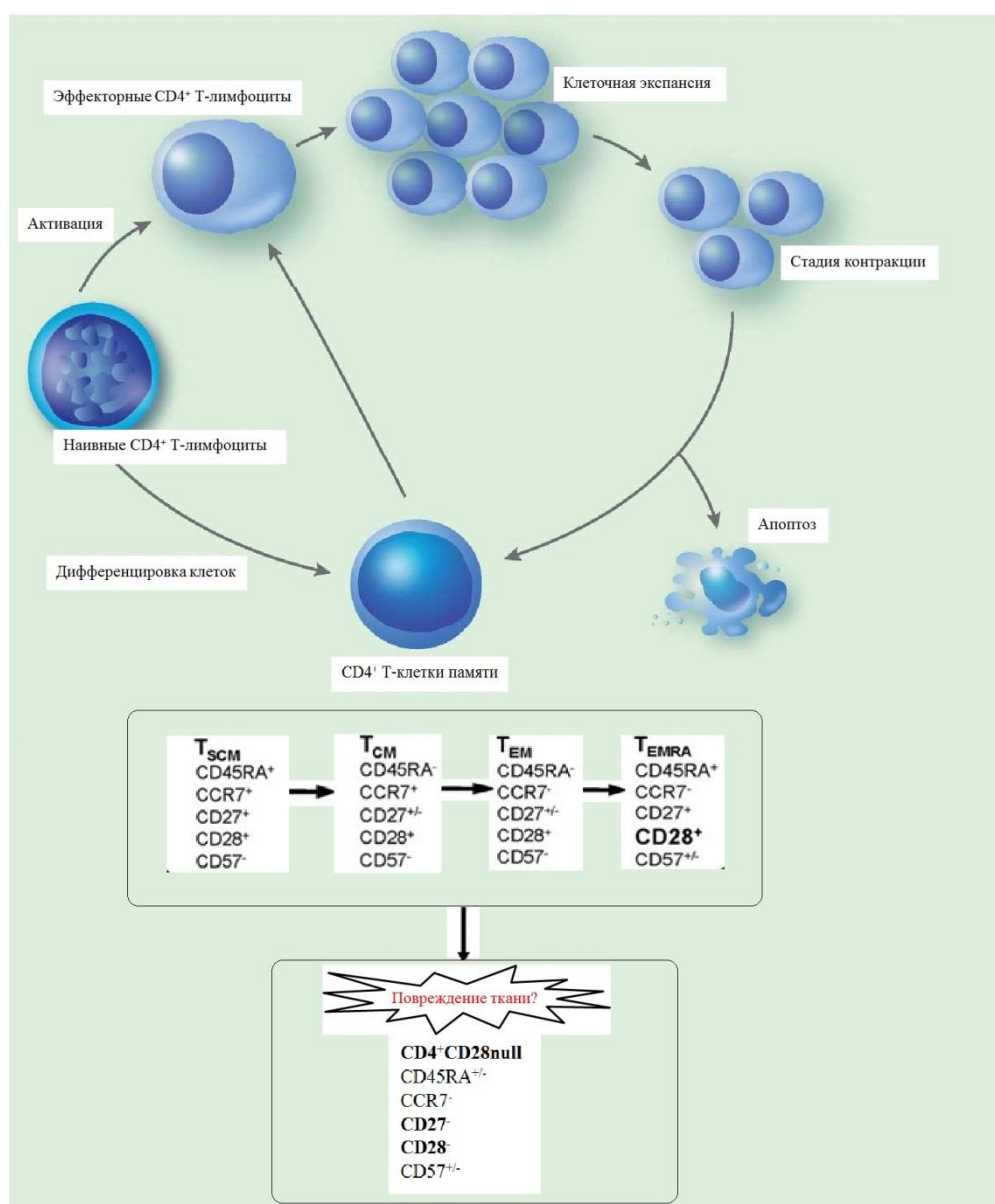 Эффекторные CD4⁺ Т-лимфоциты
Клеточная экспансия
Активация
Стадия контракции
Наивные CD4⁺ Т-лимфоциты
Апоптоз
Дифференцировка клеток
CD4⁺ Т-клетки памяти
TSCM
CD45RA⁺
CCR7⁺
CD27⁺
CD28⁺
CD57⁻
TCM
CD45RA⁻
CCR7⁺
CD27⁺/⁻
CD28⁺
CD57⁻
TEM
CD45RA⁻
CCR7⁻
CD27⁺/⁻
CD28⁺
CD57⁻
TEMRA
CD45RA⁺
CCR7⁻
CD27⁺
CD28⁺
CD57⁺/⁻
Повреждение ткани?
CD4⁺CD28null
CD45RA⁺/⁻
CCR7⁻
CD27⁻
CD28⁻
CD57⁺/⁻